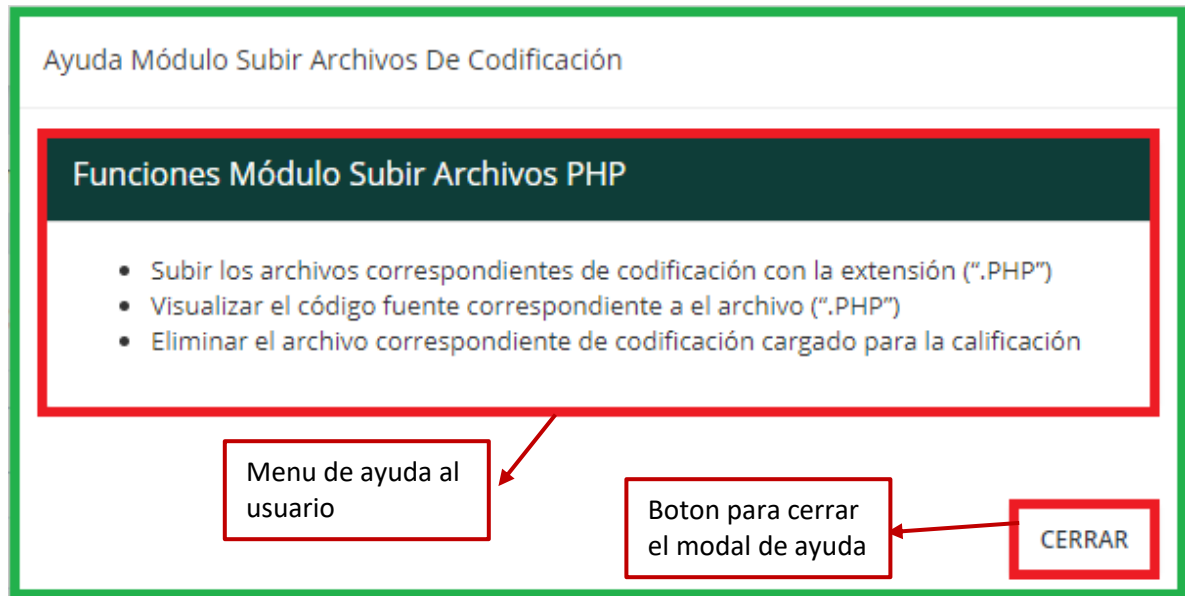 Ayuda Módulo Subir Archivos De Codificación
Funciones Módulo Subir Archivos PHP
• Subir los archivos correspondientes de codificación con la extensión (“.PHP”)
• Visualizar el código fuente correspondiente a el archivo (“.PHP”)
• Eliminar el archivo correspondiente de codificación cargado para la calificación
Menu de ayuda al
usuario
Boton para cerrar
el modal de ayuda
CERRAR